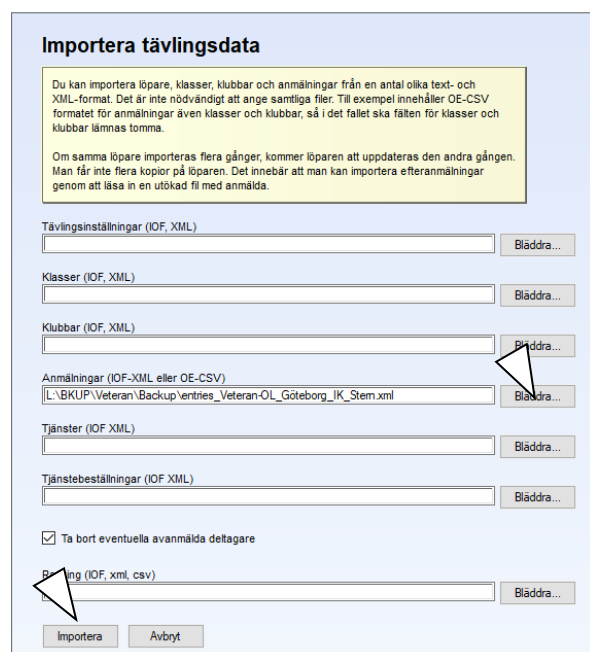 Importera tävlingsdata
Du kan importera löpare, klasser, klubbar och anmälningar från en antal olika text- och
XML-format. Det är inte nödvändigt att ange samtliga filer. Till exempel innehåller OE-CSV
formatet för anmälningar även klasser och klubbar, så i det fallet ska fälten för klasser och
klubbar lämnas tomma.
Om samma löpare importeras flera gånger, kommer löparen att uppdateras den andra gången.
Man får inte flera kopior på löparen. Det innebär att man kan importera efteranmälningar
genom att läsa in en utökad fil med anmälda.
Tävlingsinställningar (IOF, XML)
Bläddra...
Klasser (IOF, XML)
Bläddra...
Klubbar (IOF, XML)
Bläddra...
Anmälningar (IOF-XML eller OE-CSV)
L:\BKUP\Veteran\Backup\entries_Veteran-OL_Göteborg_IK_Stern.xml Bläddra...
Tjänster (IOF XML)
Bläddra...
Tjänstebeställningar (IOF XML)
Bläddra...
Ta bort eventuella avanmälda deltagare
(IOF, xml, csv)
Bläddra...
Importera Avbryt